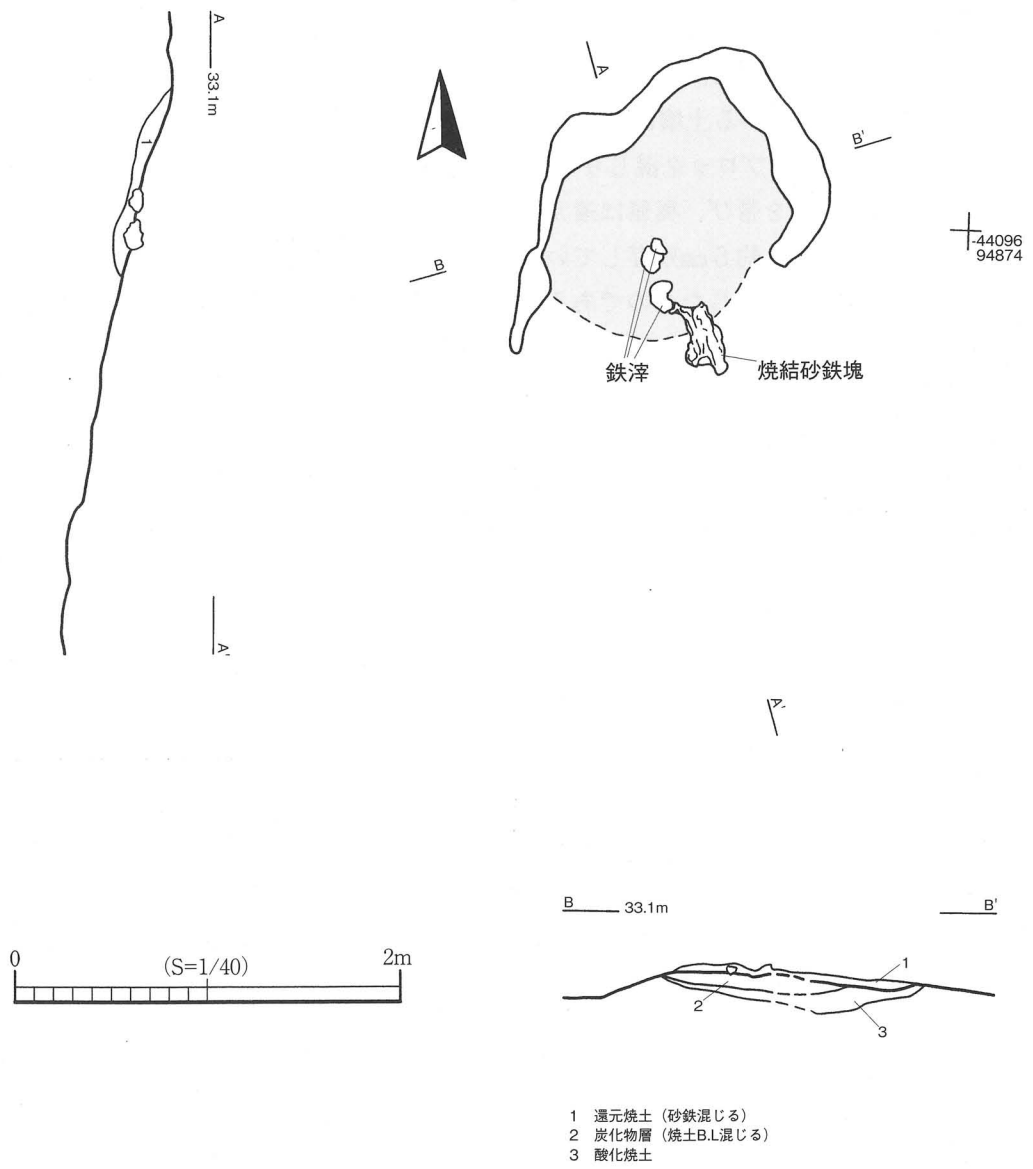 A
33.1m
1
A'
A
B'
B
-44096
94874
鉄滓
焼結砂鉄塊
A'
0
(S=1/40)
2m
B
33.1m
B'
1
2
3
1 還元焼土（砂鉄混じる）
2 炭化物層（焼土B.L混じる）
3 酸化焼土